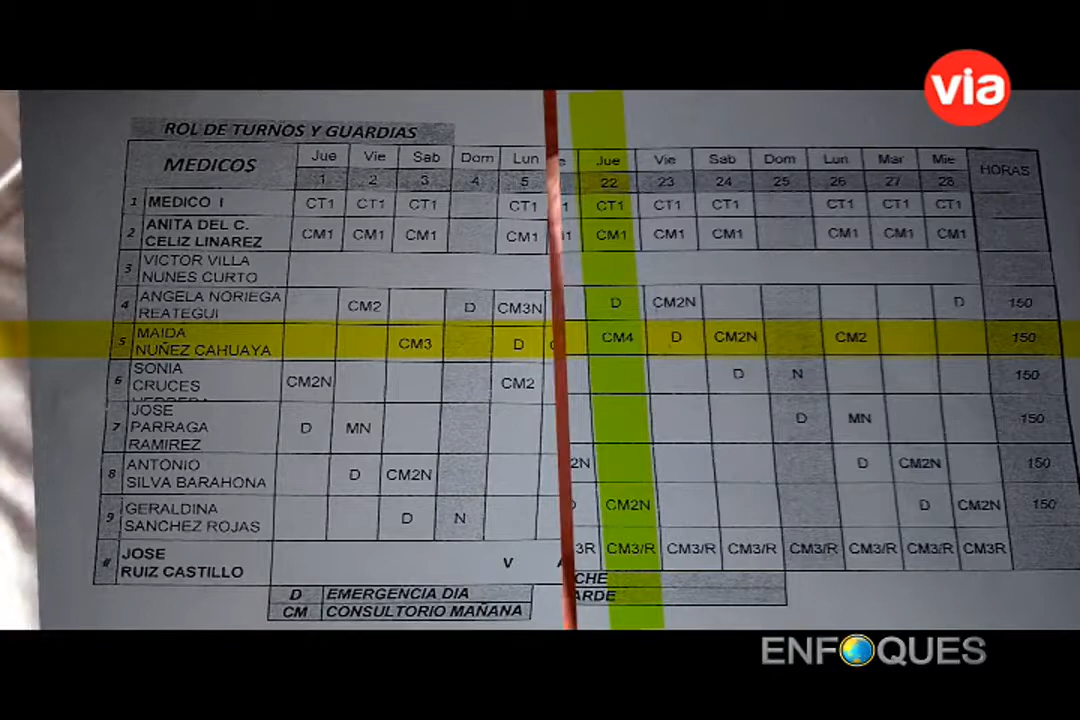 via
ROL DE TURNOS Y GUARDIAS
MEDICOS Jue Vie Sab Dom Lun Jue Vie Sab Dom Lun Mar Mie HORAS
1 2 3 4 5 22 23 24 25 26 27 28
1 MEDICO I CT1 CT1 CT1 CT1 CT1 CT1 CT1 CT1 CT1 CT1
2 ANITA DEL C.
CELIZ LINAREZ CM1 CM1 CM1 CM1 CM1 CM1 CM1 CM1 CM1 CM1
3 VICTOR VILLA
NUNES CURTO
4 ANGELA NORIEGA
REATEGUI CM2 D CM3N D CM2N D 150
5 MAIDA
NUÑEZ CAHUAYA CM3 D CM4 D CM2N CM2 150
6 SONIA
CRUCES CM2N CM2 D N 150
7 JOSE
PARRAGA D MN D MN 150
RAMIREZ
8 ANTONIO
SILVA BARAHONA D CM2N 2N D CM2N 150
9 GERALDINA
SANCHEZ ROJAS D N CM2N D CM2N 150
# JOSE
RUIZ CASTILLO V 3R CM3/R CM3/R CM3/R CM3/R CM3/R CM3/R CM3R
D EMERGENCIA DIA CHE
CM CONSULTORIO MAÑANA ARDE
ENFOQUES